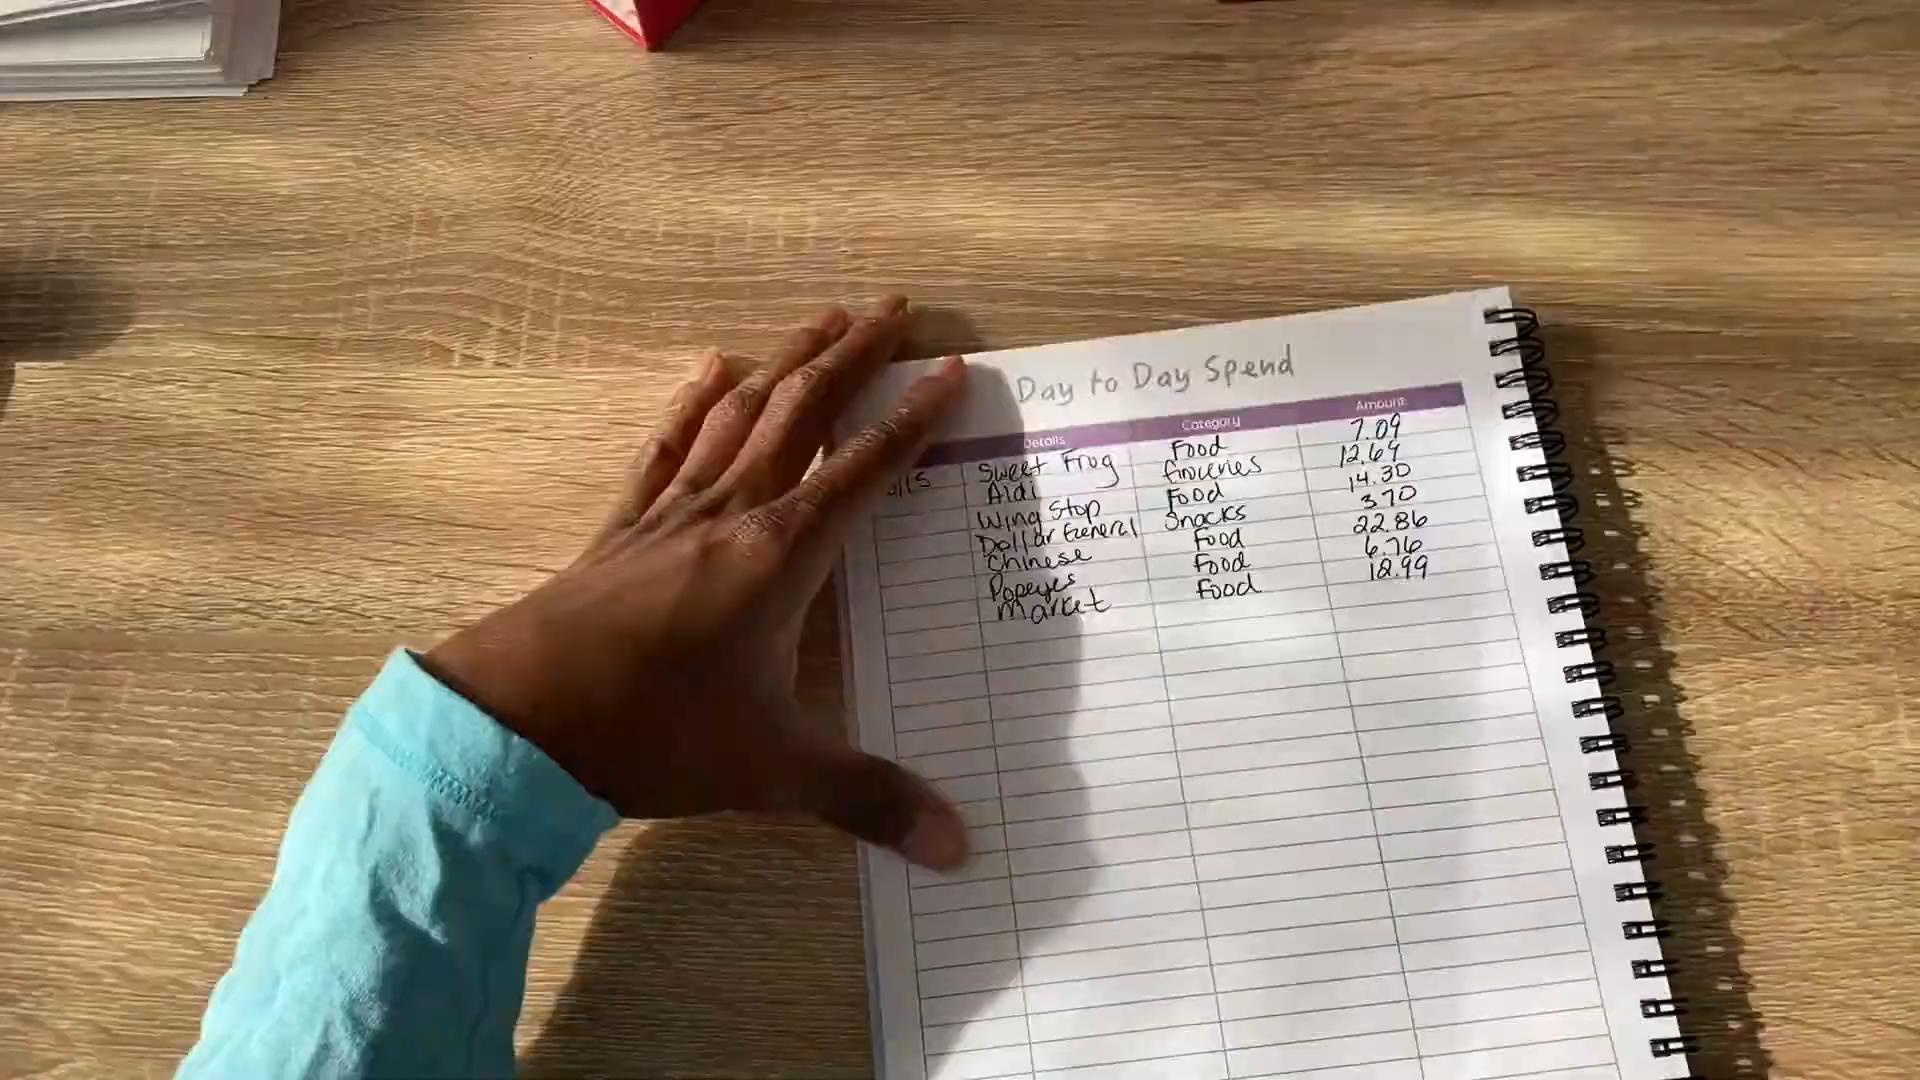 Day to Day Spend
Details Category Amount
Sweet Frog Food 7.09
Aldi Groceries 12.64
Wing Stop Food 14.30
Dollar General Snacks 3.70
Chinese Food 22.86
Popeyes Food 6.76
Market Food 12.99